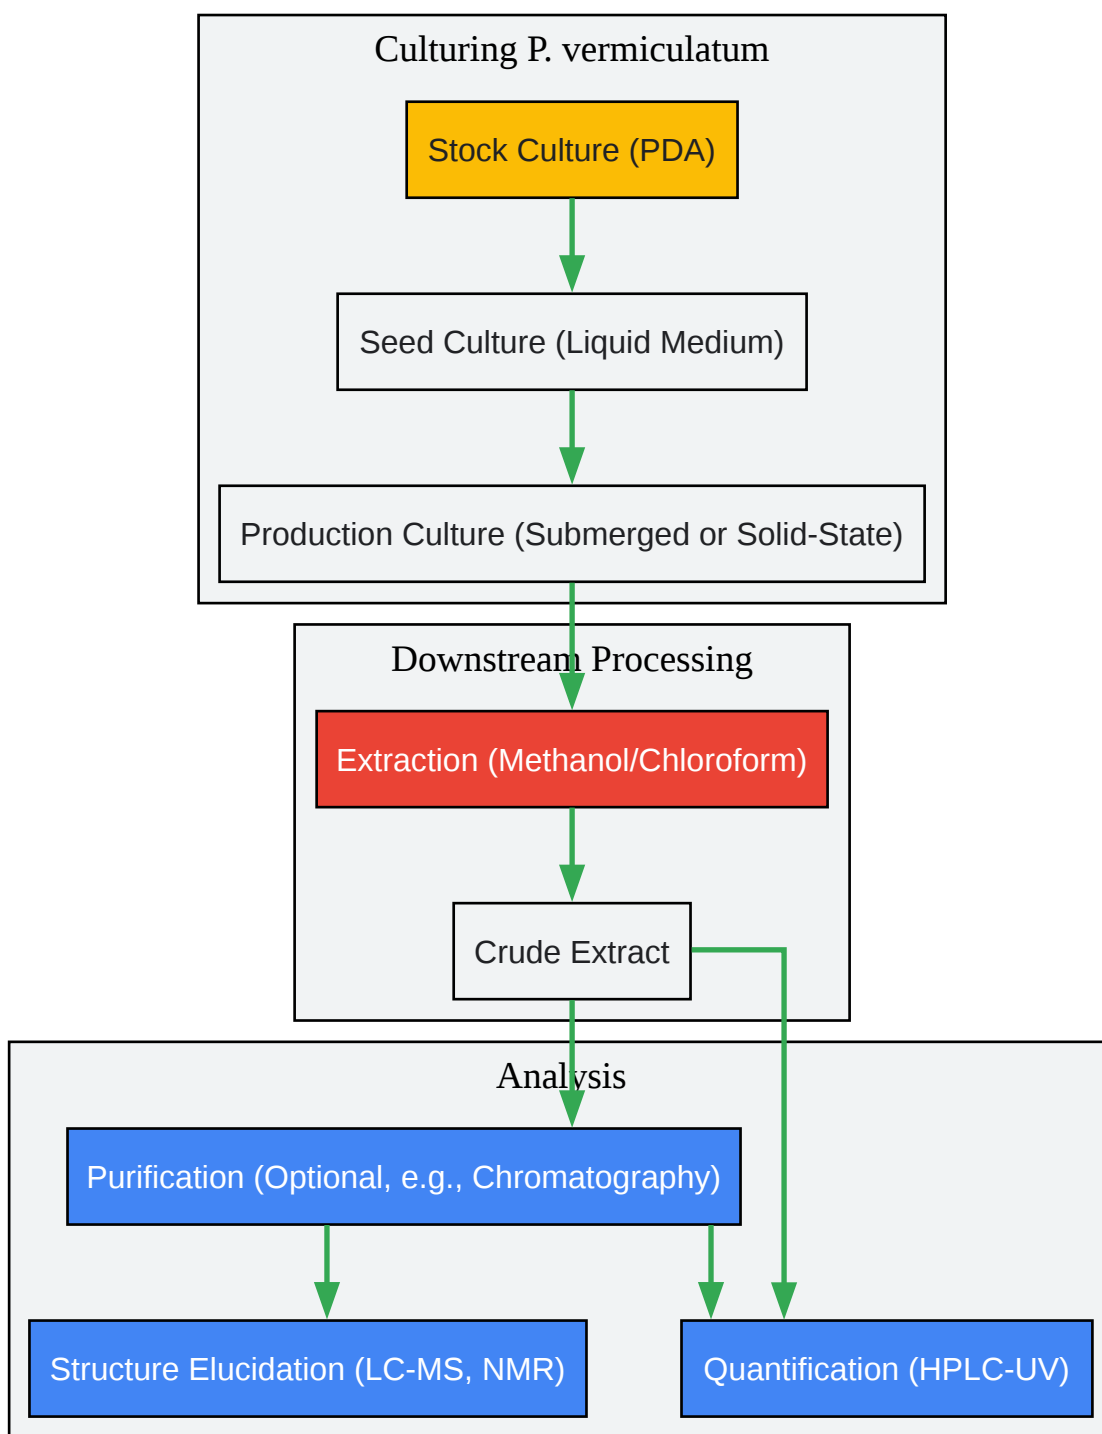 Culturing P. vermiculatum
Stock Culture (PDA)
Seed Culture (Liquid Medium)
Production Culture (Submerged or Solid-State)
Downstream Processing
Extraction (Methanol/Chloroform)
Crude Extract
Analysis
Purification (Optional, e.g., Chromatography)
Structure Elucidation (LC-MS, NMR)
Quantification (HPLC-UV)